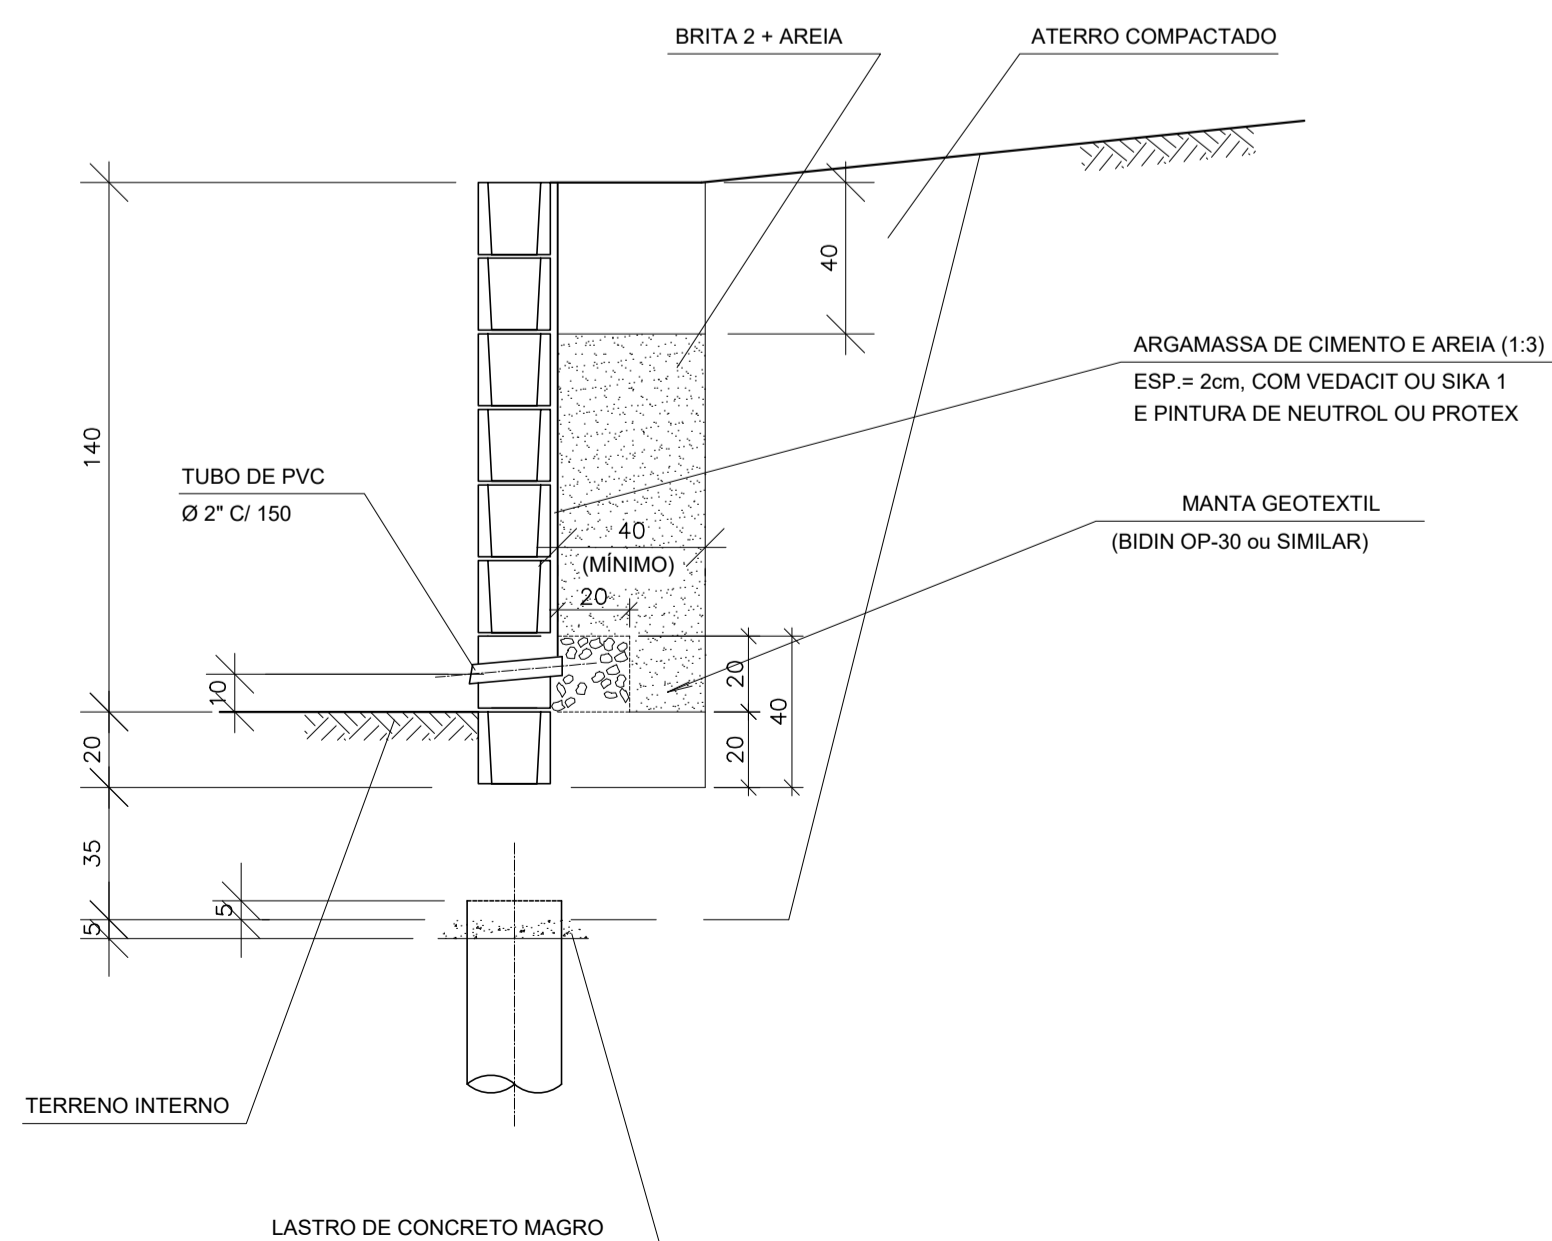 BRITA 2 + AREIA
ATERRO COMPACTADO
40
ARGAMASSA DE CIMENTO E AREIA (1:3)
ESP.= 2cm, COM VEDACIT OU SIKA 1
E PINTURA DE NEUTROL OU PROTEX
140
TUBO DE PVC
Ø 2" C/ 150
MANTA GEOTEXTIL
(BIDIN OP-30 ou SIMILAR)
40
(MÍNIMO)
20
10
20
40
20
20
35
5
5
TERRENO INTERNO
LASTRO DE CONCRETO MAGRO